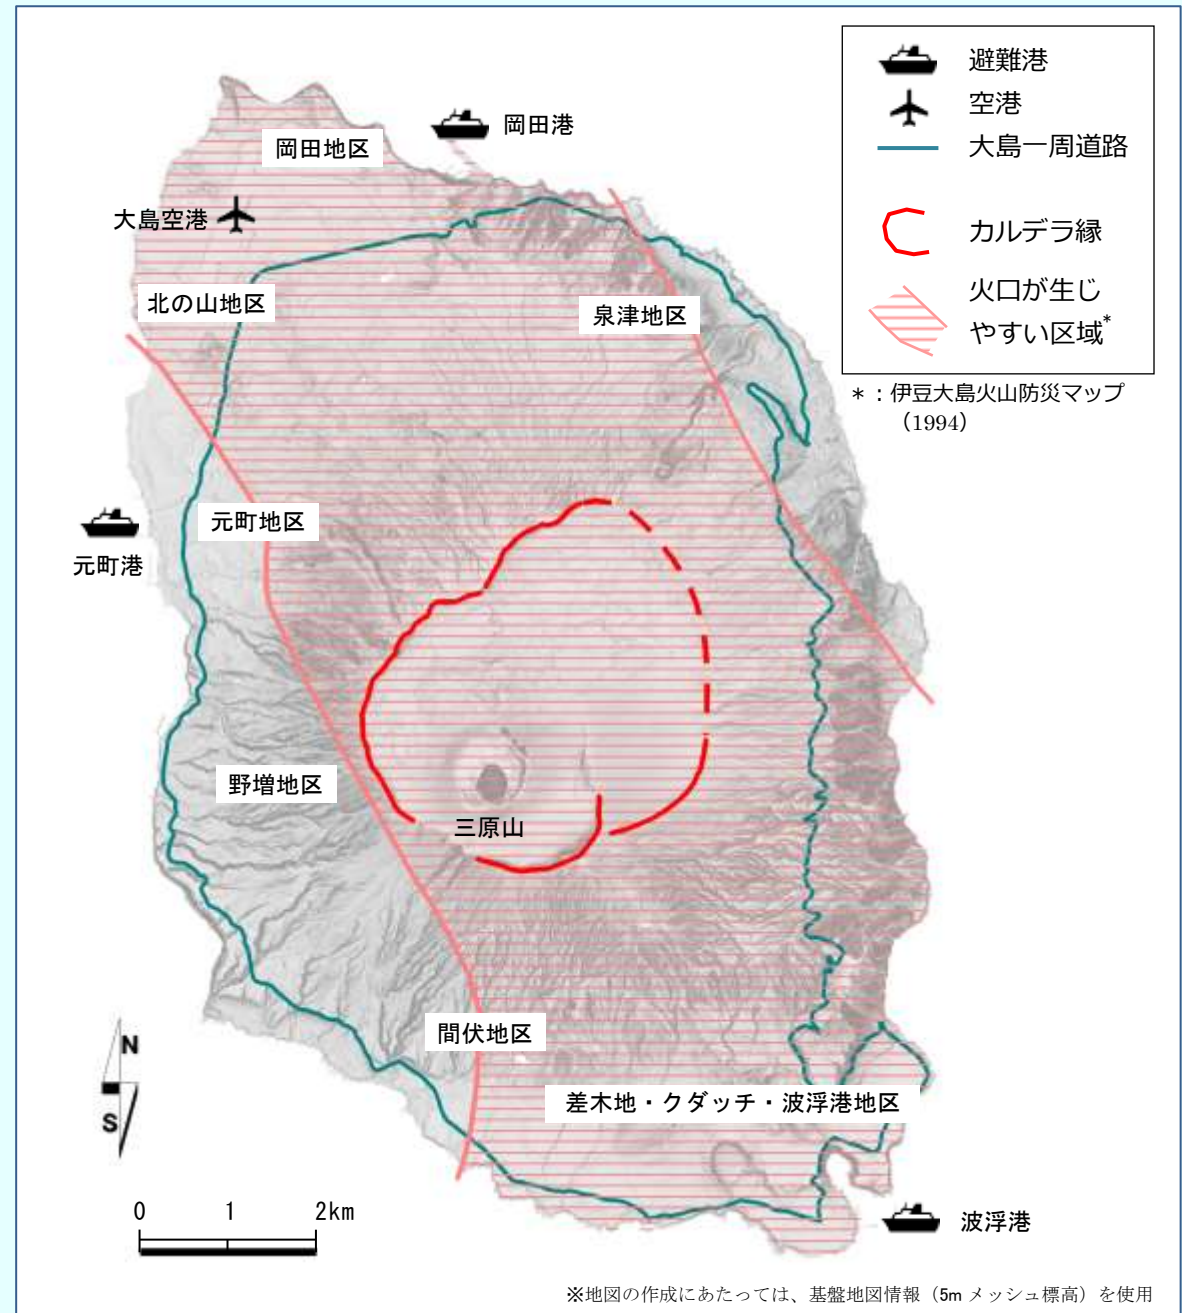 避難港
空港
大島一周道路
カルデラ縁
火口が生じ
やすい区域*
*：伊豆大島火山防災マップ
（1994）
岡田港
岡田地区
大島空港
北の山地区
泉津地区
元町地区
元町港
野増地区
三原山
間伏地区
差木地・クダッチ・波浮港地区
波浮港
N
S
0 1 2km
※地図の作成にあたっては、基盤地図情報（5m メッシュ標高）を使用